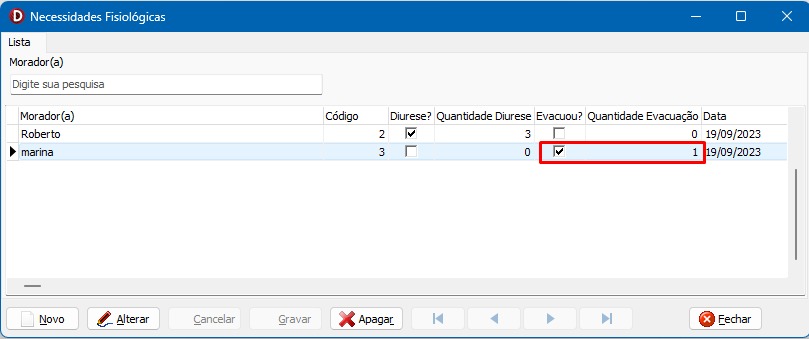 Necessidades Fisiológicas
Lista
Morador(a)
Digite sua pesquisa
Morador(a) Código Diurese? Quantidade Diurese Evacuou? Quantidade Evacuação Data
Roberto 2 3 0 19/09/2023
marina 3 0 1 19/09/2023
Novo Alterar Cancelar Gravar Apagar Fechar